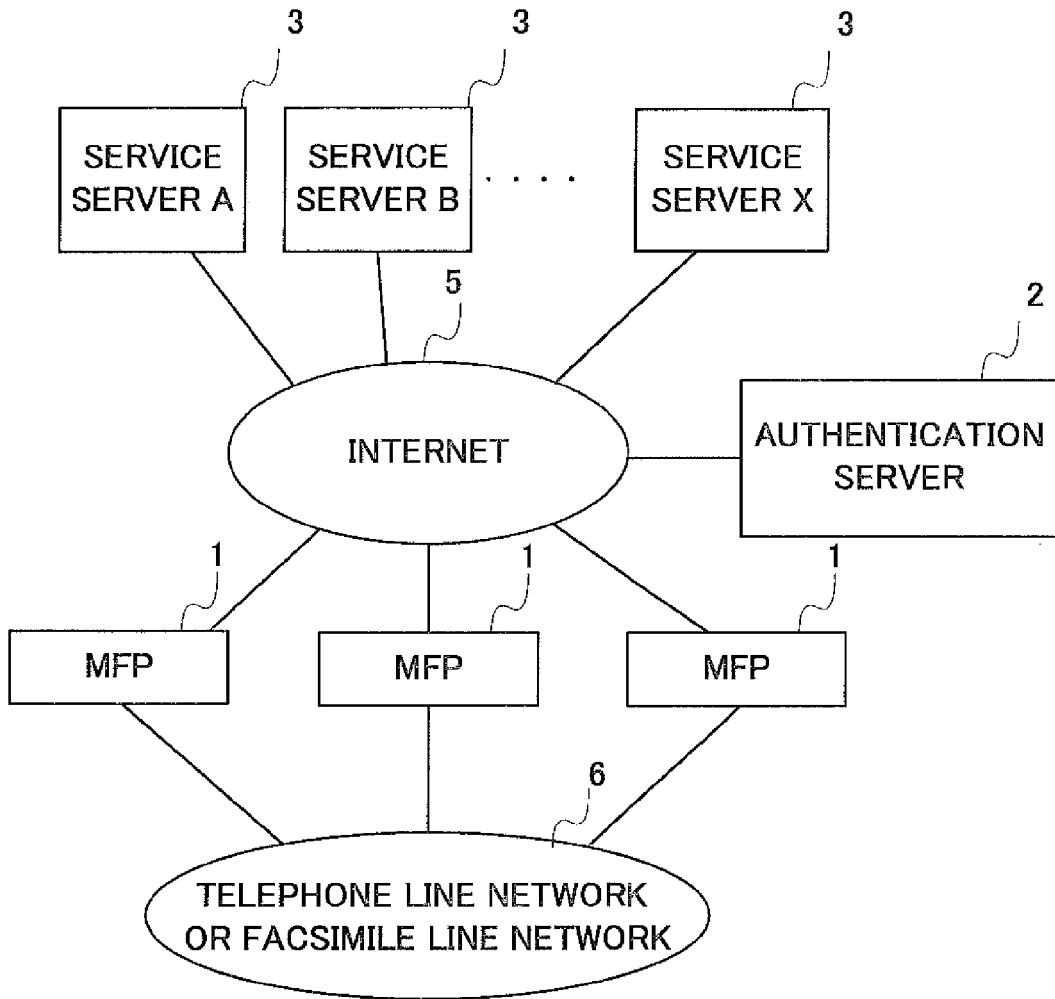 3
3
3
SERVICE
SERVER A
SERVICE
SERVER B
. . . .
SERVICE
SERVER X
5
2
INTERNET
AUTHENTICATION
SERVER
1
1
1
MFP
MFP
MFP
6
TELEPHONE LINE NETWORK
OR FACSIMILE LINE NETWORK